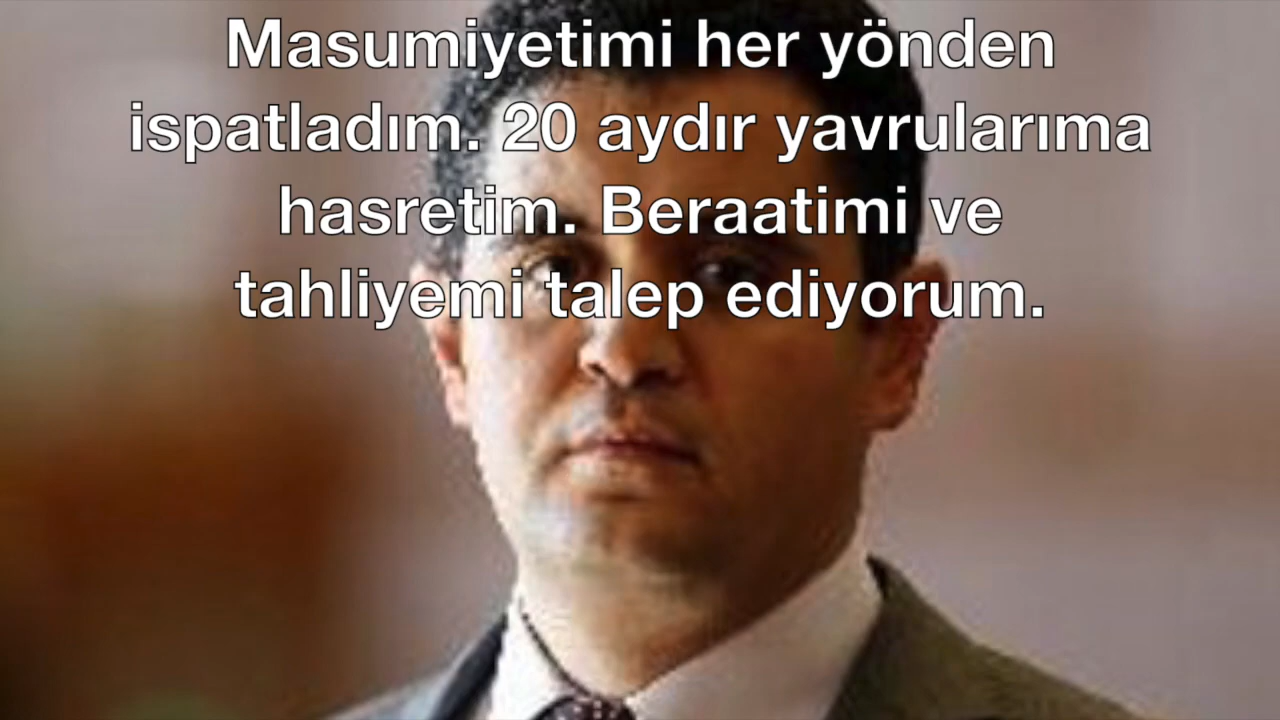 Masumiyetimi her yönden
ispatladım. 20 aydır yavrularıma
hasretim. Beraatimi ve
tahliyemi talep ediyorum.